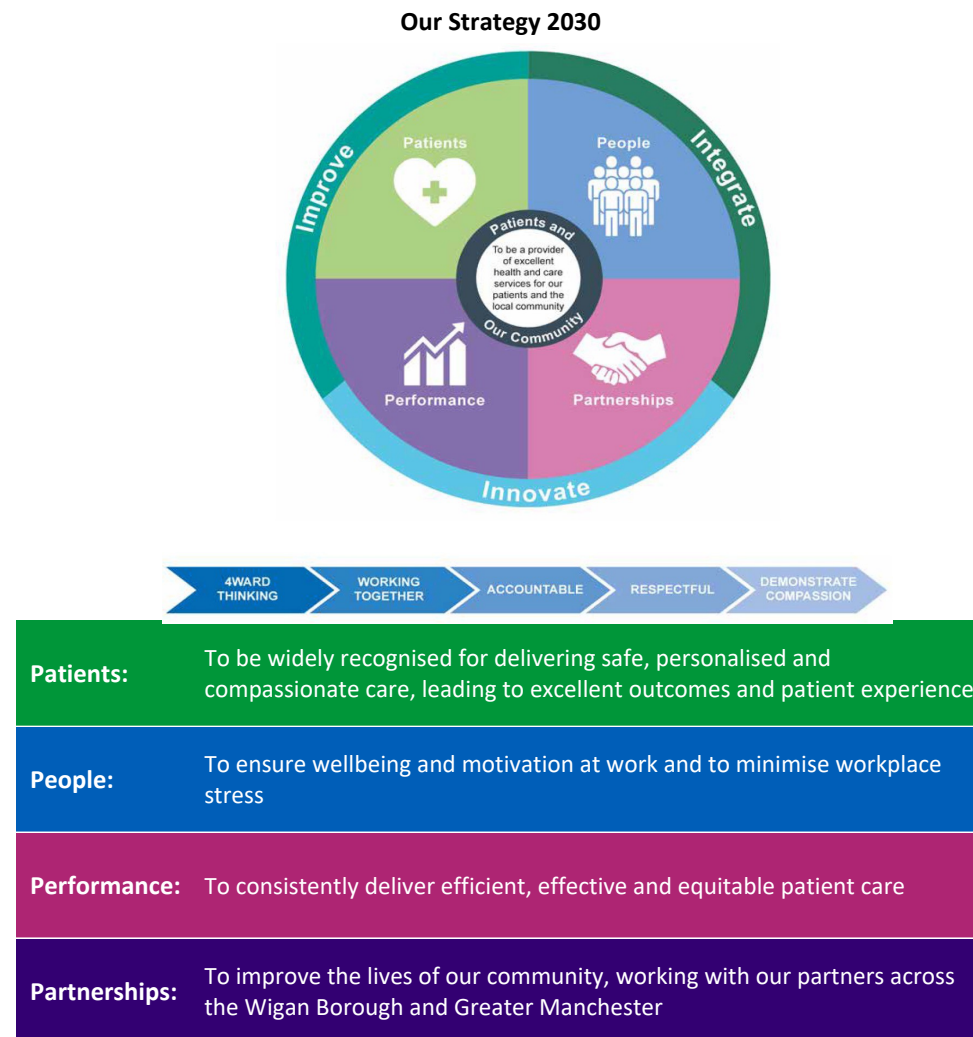 Our Strategy 2030
Improve
Integrate
Innovate
Patients
People
Patients and
To be a provider
of excellent
health and care
services for our
patients and the
local community
Our Community
Performance
Partnerships
4WARD
THINKING
WORKING
TOGETHER
ACCOUNTABLE
RESPECTFUL
DEMONSTRATE
COMPASSION
Patients:
To be widely recognised for delivering safe, personalised and
compassionate care, leading to excellent outcomes and patient experience
People:
To ensure wellbeing and motivation at work and to minimise workplace
stress
Performance:
To consistently deliver efficient, effective and equitable patient care
Partnerships:
To improve the lives of our community, working with our partners across
the Wigan Borough and Greater Manchester